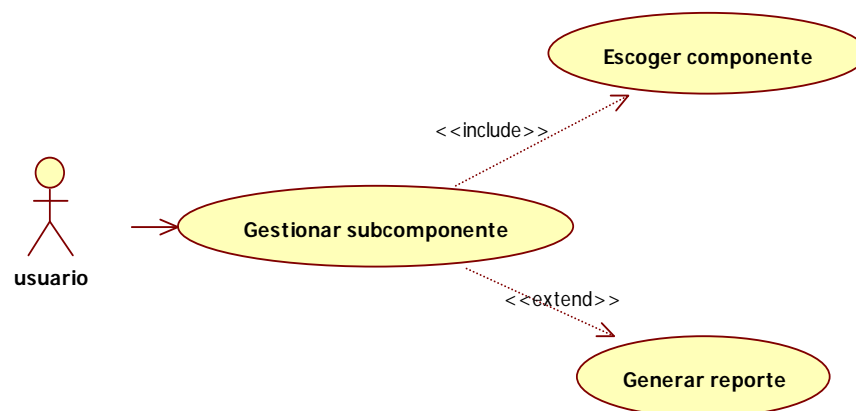 Escoger componente
<<include>>
Gestionar subcomponente
usuario
<<extend>>
Generar reporte